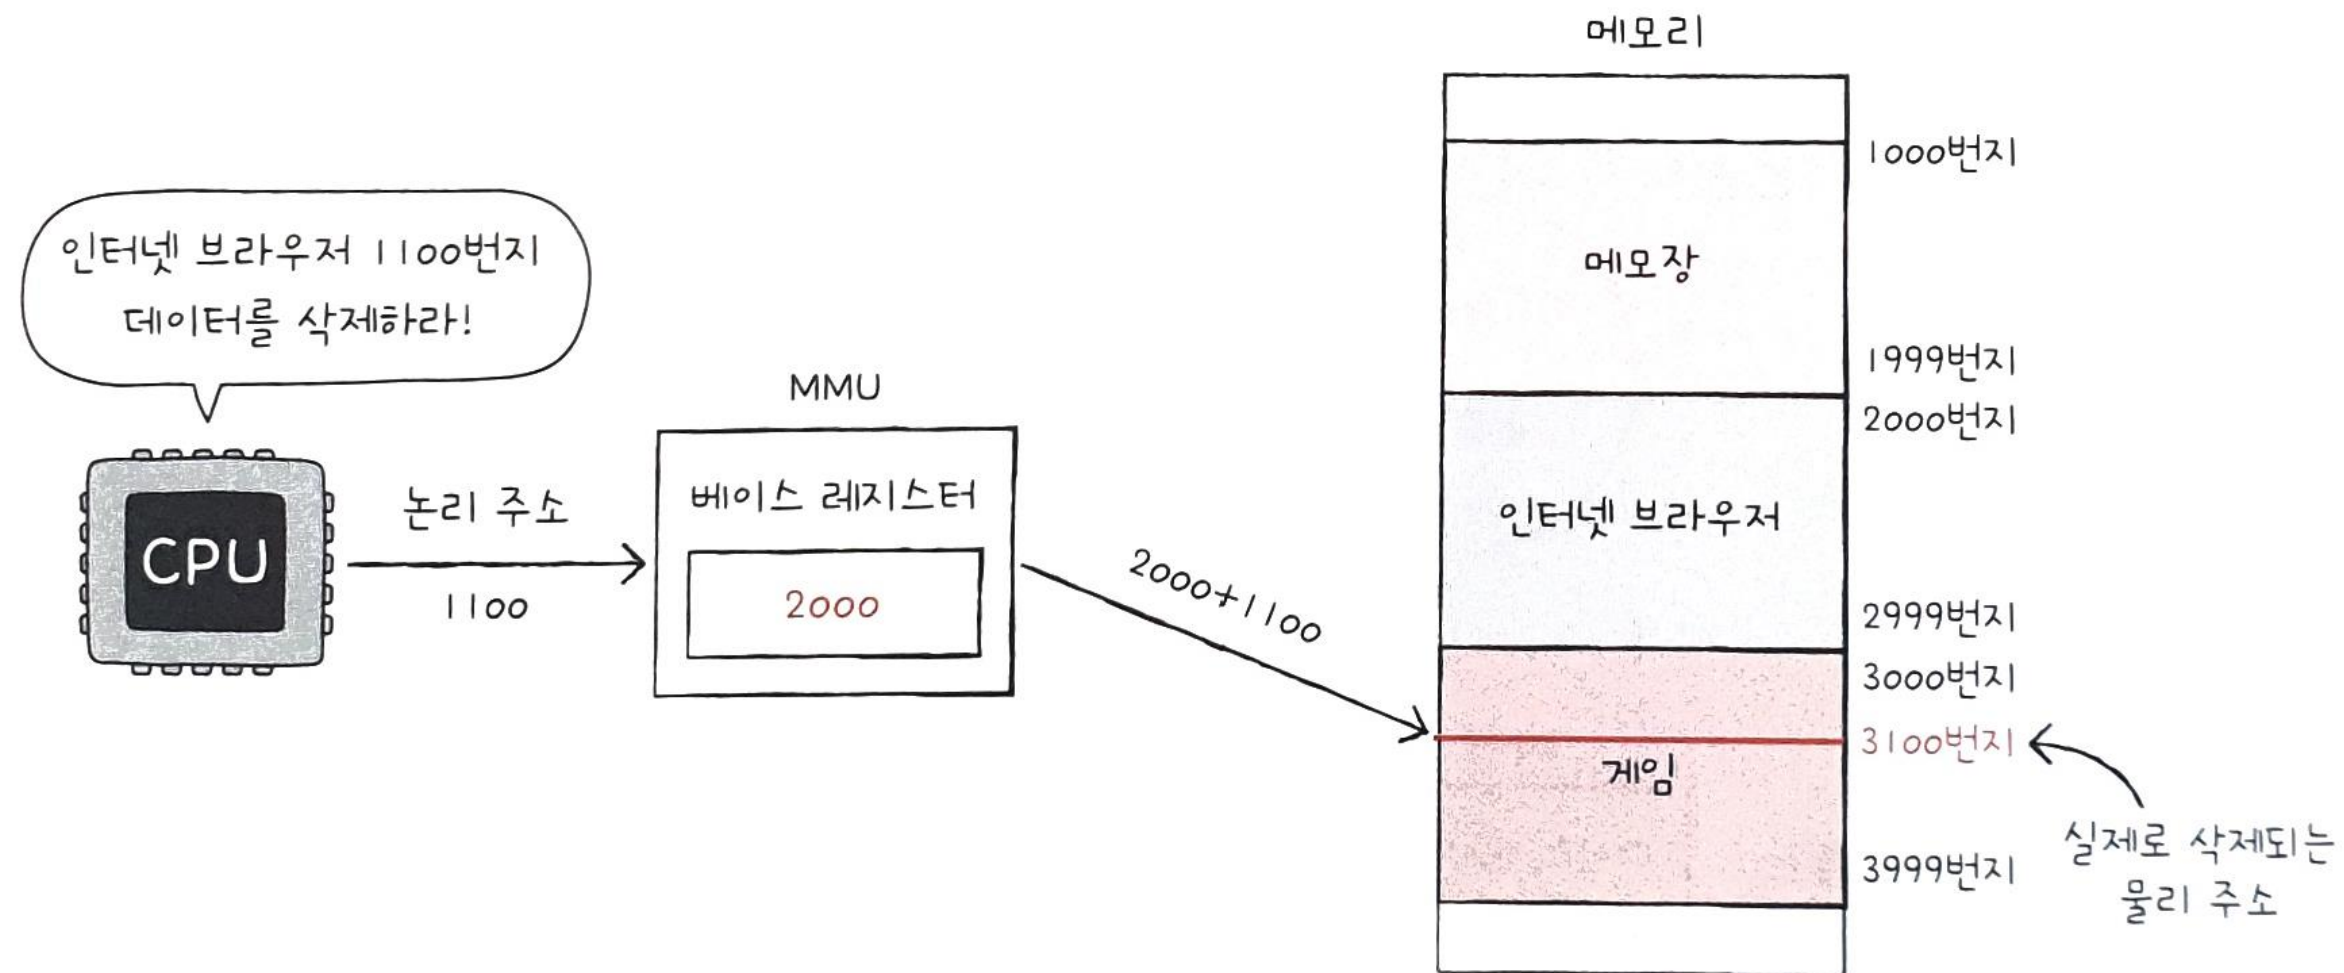 메모리
1000번지
메모장
1999번지
인터넷 브라우저 1100번지
데이터를 삭제하라!
MMU
2000번지
CPU
논리 주소
1100
베이스 레지스터
2000
2000+1100
인터넷 브라우저
2999번지
3000번지
3100번지
게임
3999번지
실제로 삭제되는
물리 주소